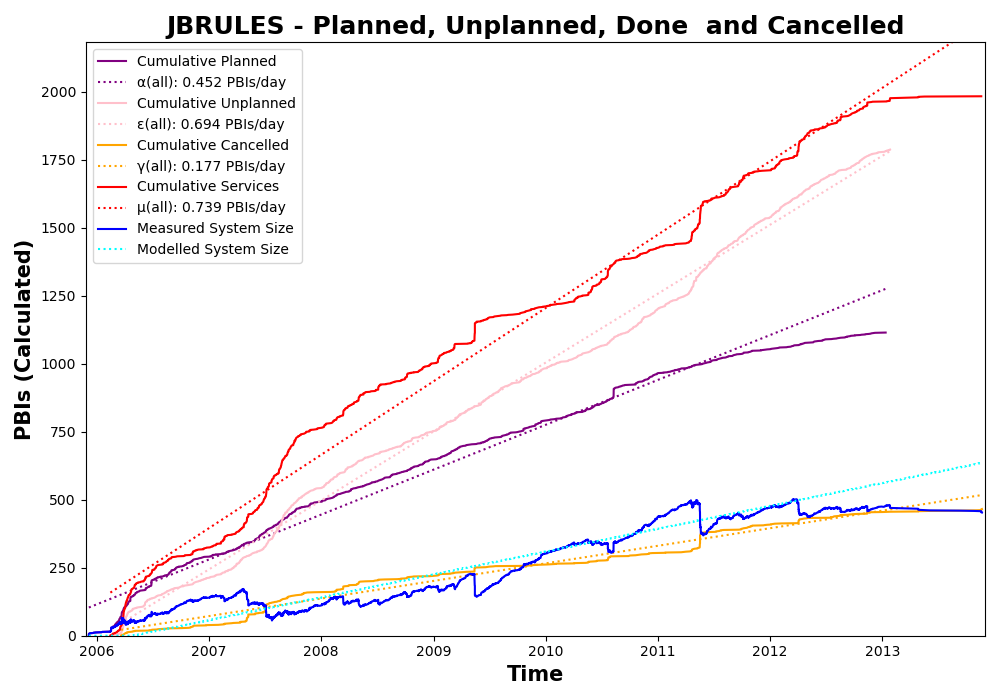 JBRULES - Planned, Unplanned, Done  and Cancelled
Cumulative Planned
α(all): 0.452 PBIs/day
Cumulative Unplanned
ε(all): 0.694 PBIs/day
Cumulative Cancelled
γ(all): 0.177 PBIs/day
Cumulative Services
μ(all): 0.739 PBIs/day
Measured System Size
Modelled System Size
PBIs (Calculated)
2000
1750
1500
1250
1000
750
500
250
0
2006 2007 2008 2009 2010 2011 2012 2013
Time